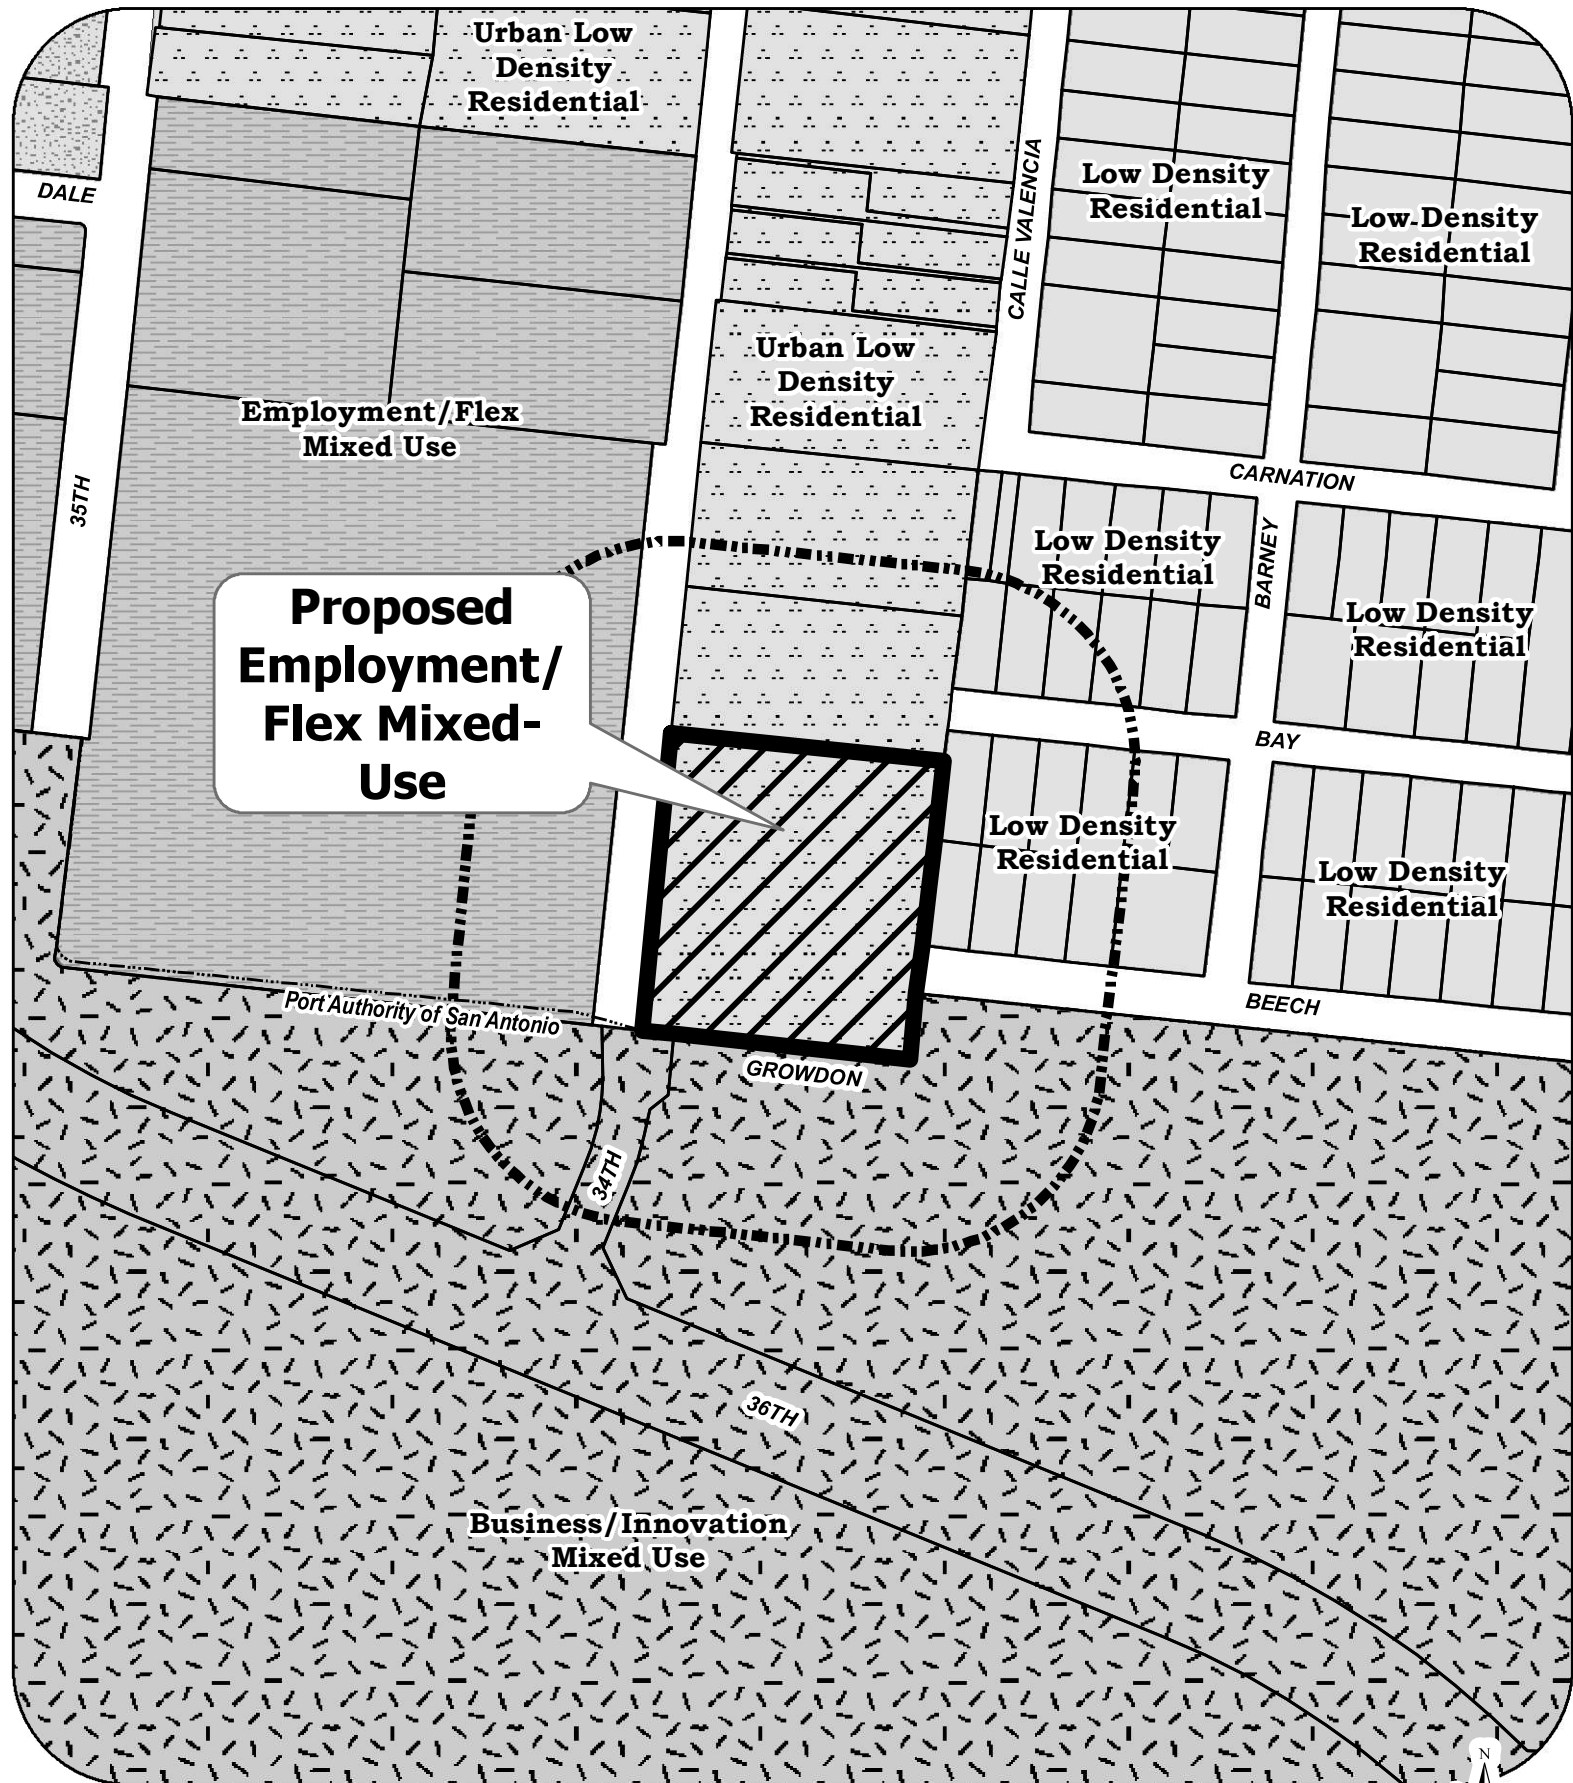 Urban Low
Density
Residential
DALE
CALLE VALENCIA
Low Density
Residential
Low Density
Residential
Urban Low
Density
Residential
Employment/Flex
Mixed Use
35TH
CARNATION
Low Density
Residential
BARNEY
Low Density
Residential
Proposed
Employment/
Flex Mixed-
Use
BAY
Low Density
Residential
Low Density
Residential
Port Authority of San Antonio
BEECH
GROWDON
34TH
36TH
Business/Innovation
Mixed Use
N